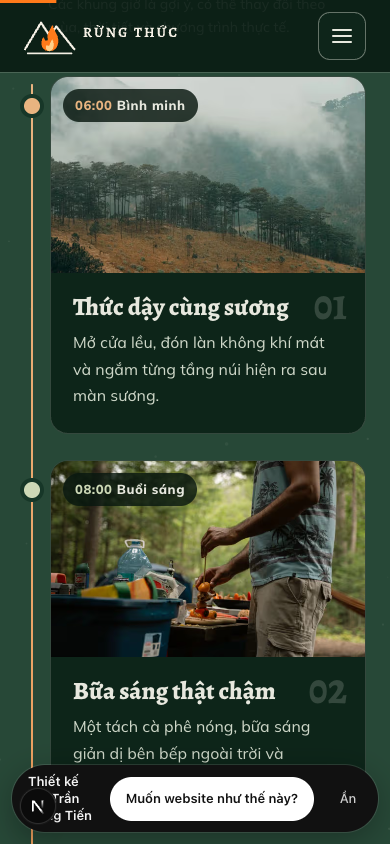 RỪNG THỨC
06:00 Bình minh
Thức dậy cùng sương
01
Mở cửa lều, đón làn không khí mát
và ngắm từng tầng núi hiện ra sau
màn sương.
08:00 Buổi sáng
Bữa sáng thật chậm
02
Một tách cà phê nóng, bữa sáng
giản dị bên bếp ngoài trời và
Thiết kế
Trần
Tiến
N
Muốn website như thế này?
Ẩn